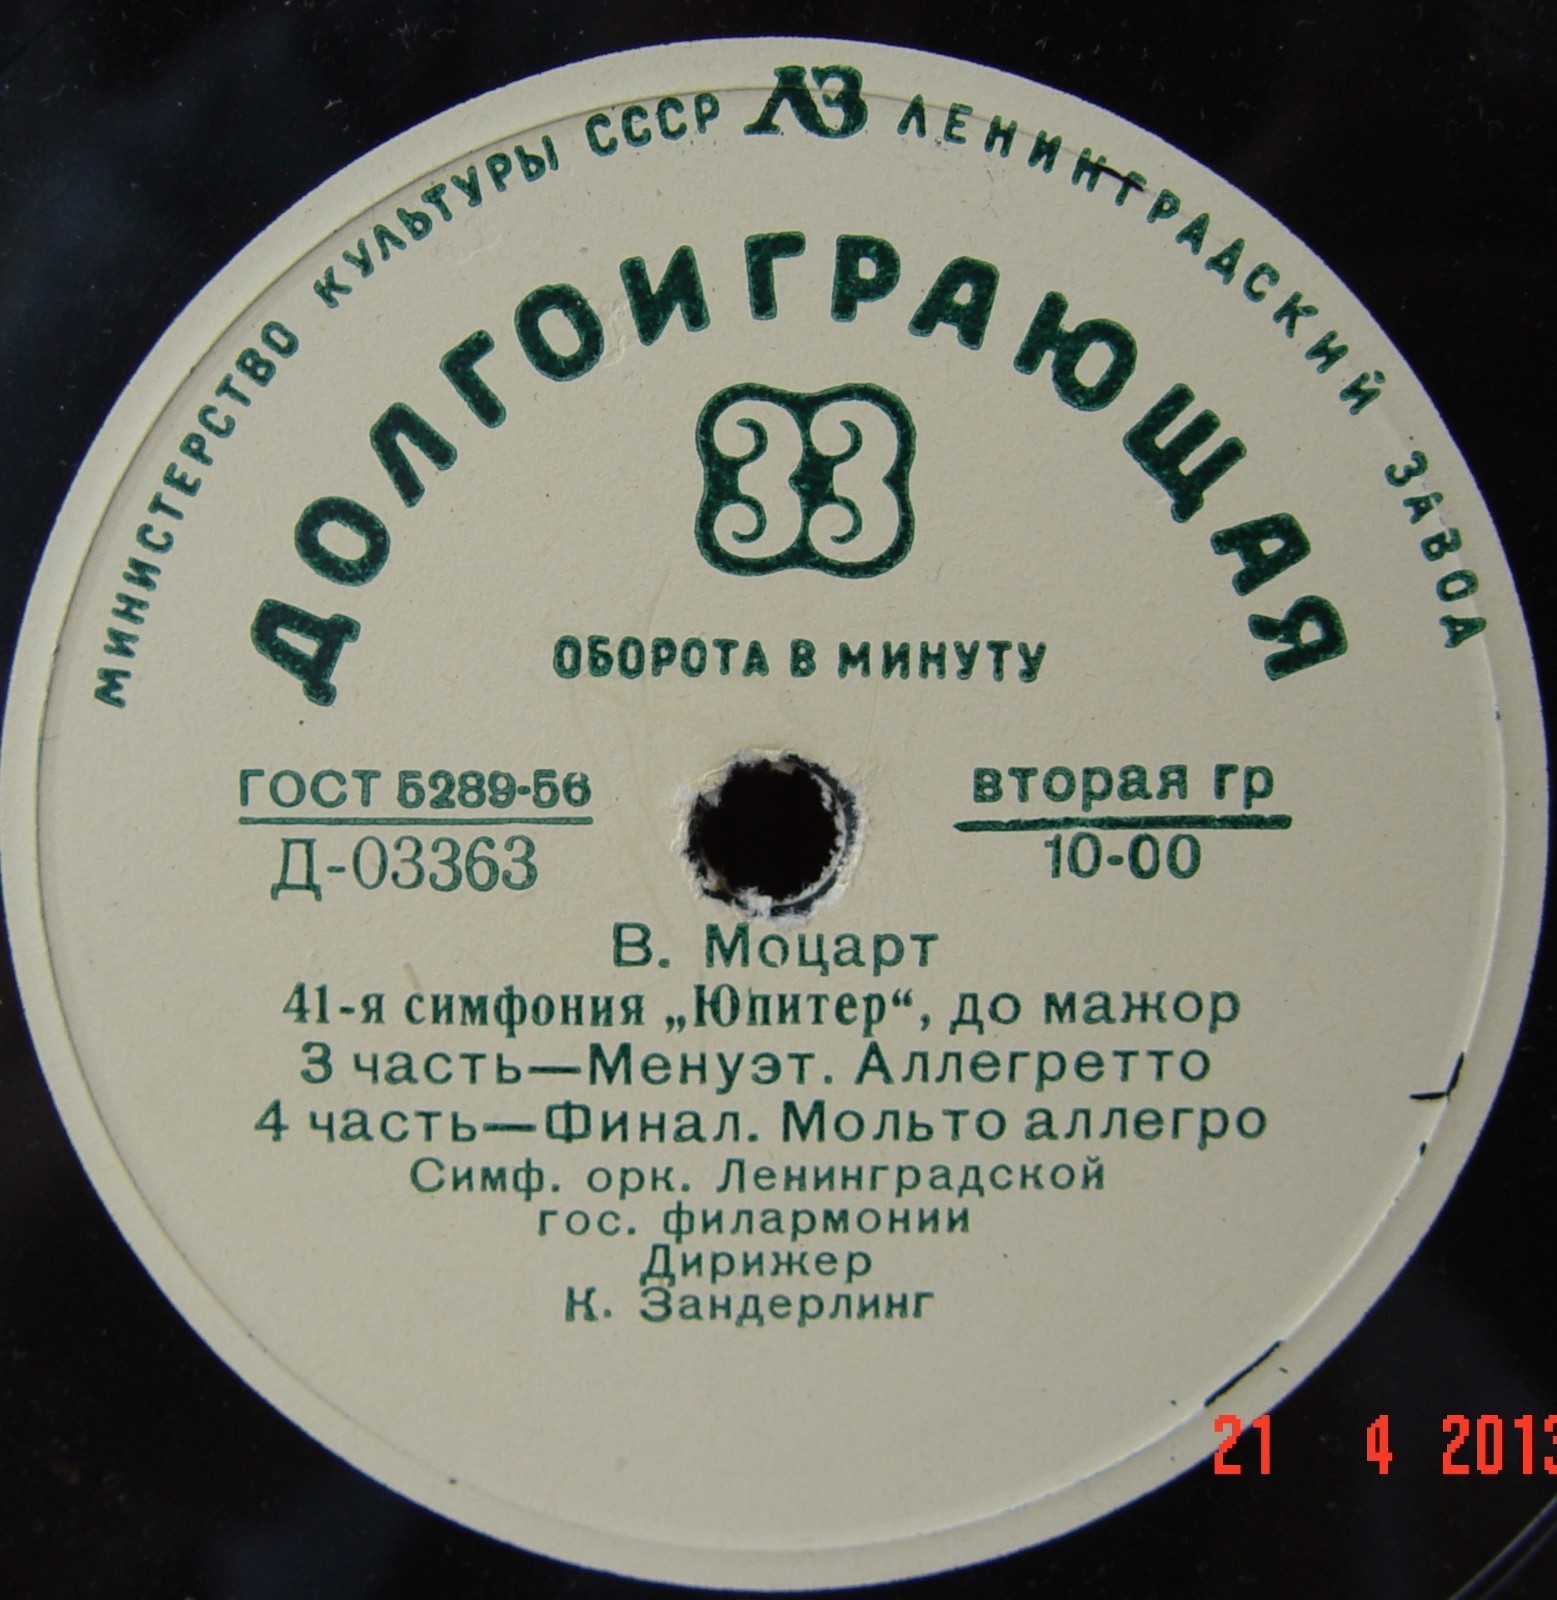 МИНИСТЕРСТВО КУЛЬТУРЫ СССР ЛЗ ЛЕНИНГРАДСКИЙ ЗАВОД
ДОЛГОИГРАЮЩАЯ
33
ОБОРОТА В МИНУТУ
ГОСТ 5289-56
Д-03363
вторая гр
10-00
В. Моцарт
41-я симфония „Юпитер“, до мажор
3 часть—Менуэт. Аллегретто
4 часть—Финал. Мольто аллегро
Симф. орк. Ленинградской
гос. филармонии
Дирижер
К. Зандерлинг
21 4 2013